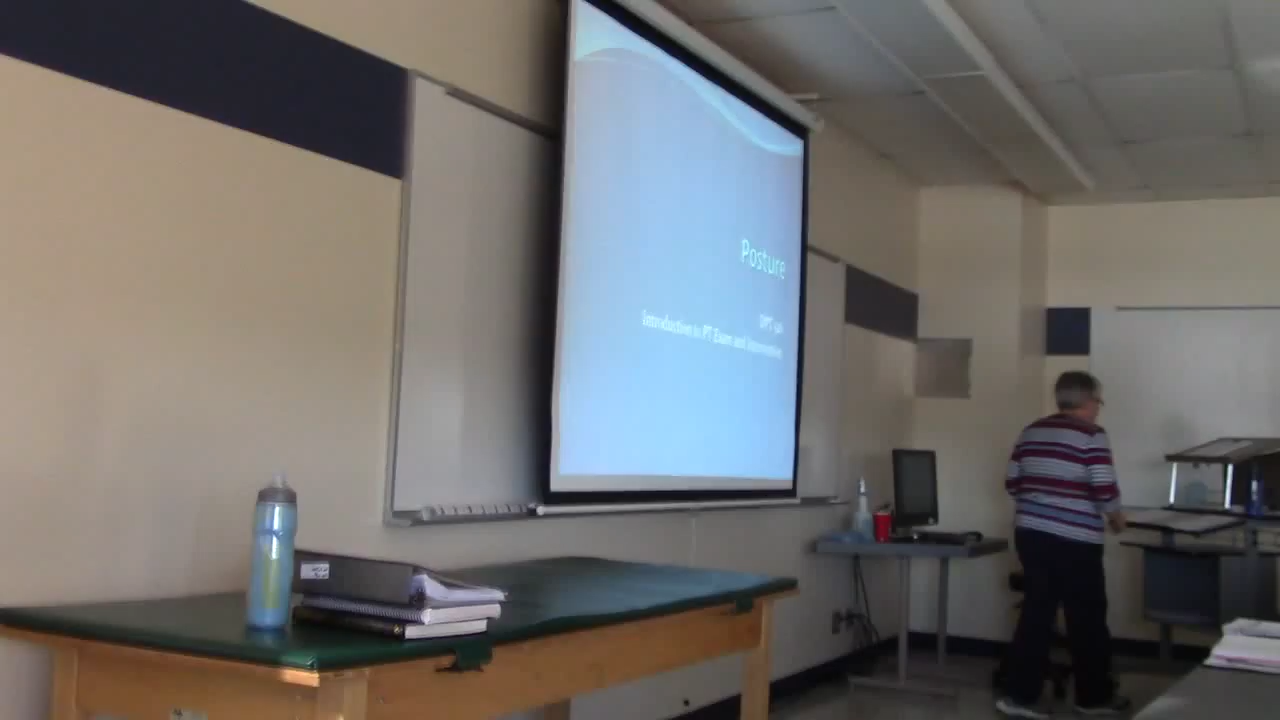 Posture
DPT
Introduction to PT Exam and Intervention